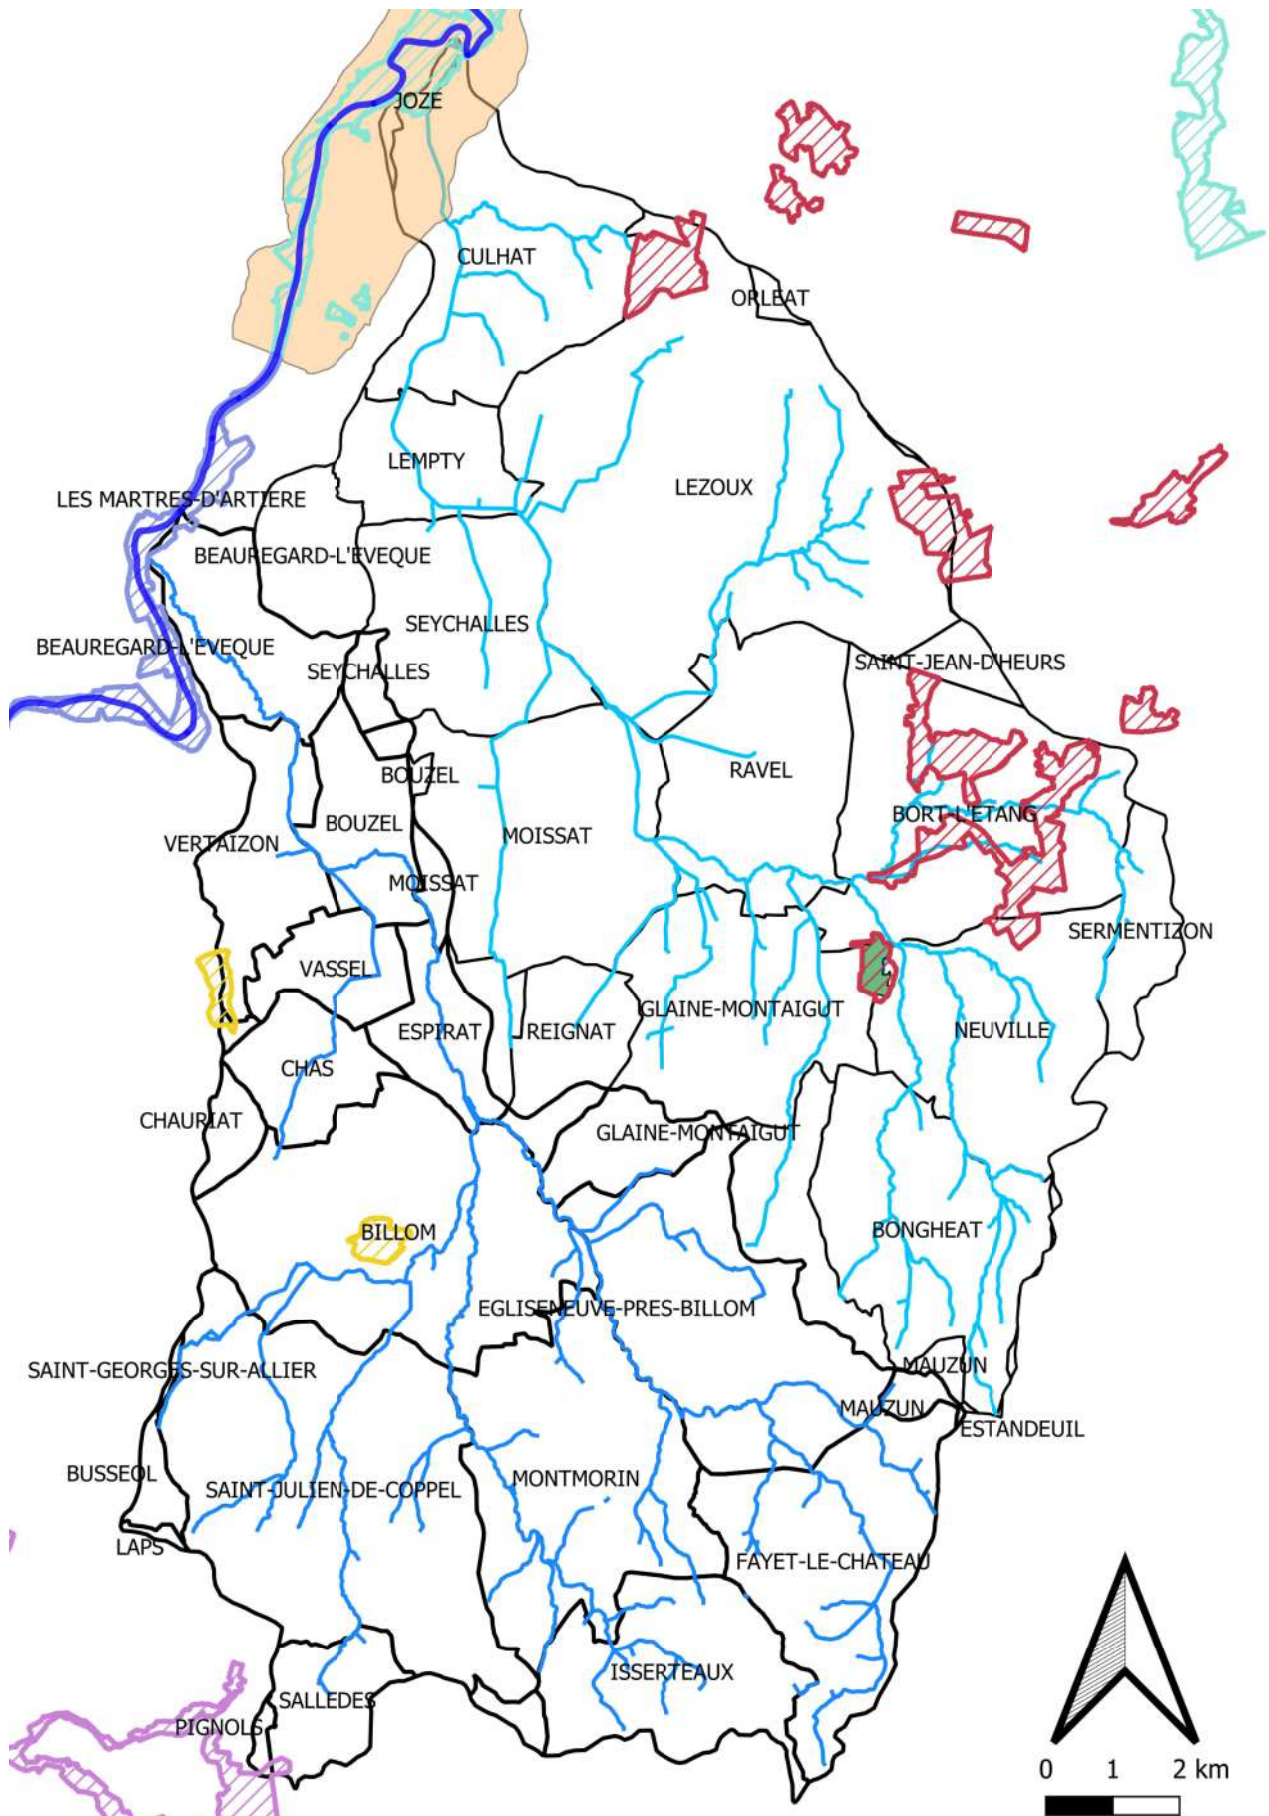 JOZE
CULHAT
ORLEAT
LEMPTY
LEZOUX
LES MARTRES-D'ARTIERE
BEAUREGARD-L'EVEQUE
SEYCHALLES
BEAUREGARD-L'EVEQUE
SEYCHALLES
SAINT-JEAN-D'HEURS
RAVEL
BOUZEL
BORT-L'ETANG
BOUZEL
MOISSAT
VERTAIZON
MOISSAT
SERMENTIZON
VASSEL
GLAINE-MONTAIGUT
ESPIRAT
REIGNAT
NEUVILLE
CHAS
CHAURIAT
GLAINE-MONTAIGUT
BILLOM
BONGHEAT
EGLISENEUVE-PRES-BILLOM
SAINT-GEORGES-SUR-ALLIER
MAUZUN
MAUZUN
ESTANDEUIL
BUSSEOL
SAINT-JULIEN-DE-COPPEL
MONTMORIN
LAPS
FAYET-LE-CHATEAU
ISSERTEAUX
SALLEDES
PIGNOLS
0 1 2 km